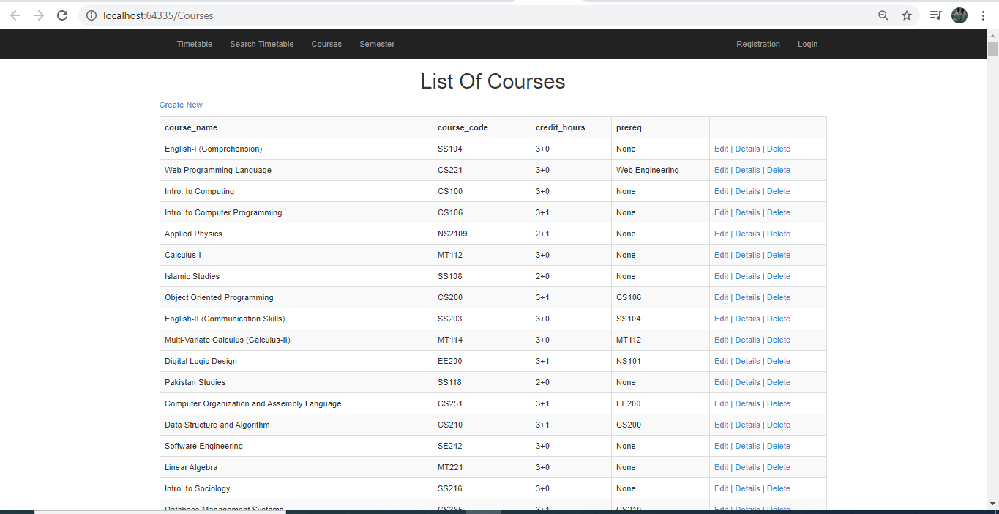 localhost:64335/Courses
Timetable Search Timetable Courses Semester Registration Login
List Of Courses
Create New
course_name course_code credit_hours prereq
English-I (Comprehension) SS104 3+0 None Edit | Details | Delete
Web Programming Language CS221 3+0 Web Engineering Edit | Details | Delete
Intro. to Computing CS100 3+0 None Edit | Details | Delete
Intro. to Computer Programming CS106 3+1 None Edit | Details | Delete
Applied Physics NS2109 2+1 None Edit | Details | Delete
Calculus-I MT112 3+0 None Edit | Details | Delete
Islamic Studies SS108 2+0 None Edit | Details | Delete
Object Oriented Programming CS200 3+1 CS106 Edit | Details | Delete
English-II (Communication Skills) SS203 3+0 SS104 Edit | Details | Delete
Multi-Variate Calculus (Calculus-II) MT114 3+0 MT112 Edit | Details | Delete
Digital Logic Design EE200 3+1 NS101 Edit | Details | Delete
Pakistan Studies SS118 2+0 None Edit | Details | Delete
Computer Organization and Assembly Language CS251 3+1 EE200 Edit | Details | Delete
Data Structure and Algorithm CS210 3+1 CS200 Edit | Details | Delete
Software Engineering SE242 3+0 None Edit | Details | Delete
Linear Algebra MT221 3+0 None Edit | Details | Delete
Intro. to Sociology SS216 3+0 None Edit | Details | Delete
Database Management Systems CS385 3+1 CS210 Edit | Details | Delete